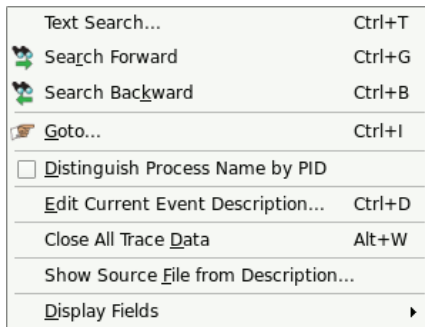 Text Search... Ctrl+T
Search Forward Ctrl+G
Search Backward Ctrl+B
Goto... Ctrl+I
Distinguish Process Name by PID
Edit Current Event Description... Ctrl+D
Close All Trace Data Alt+W
Show Source File from Description...
Display Fields